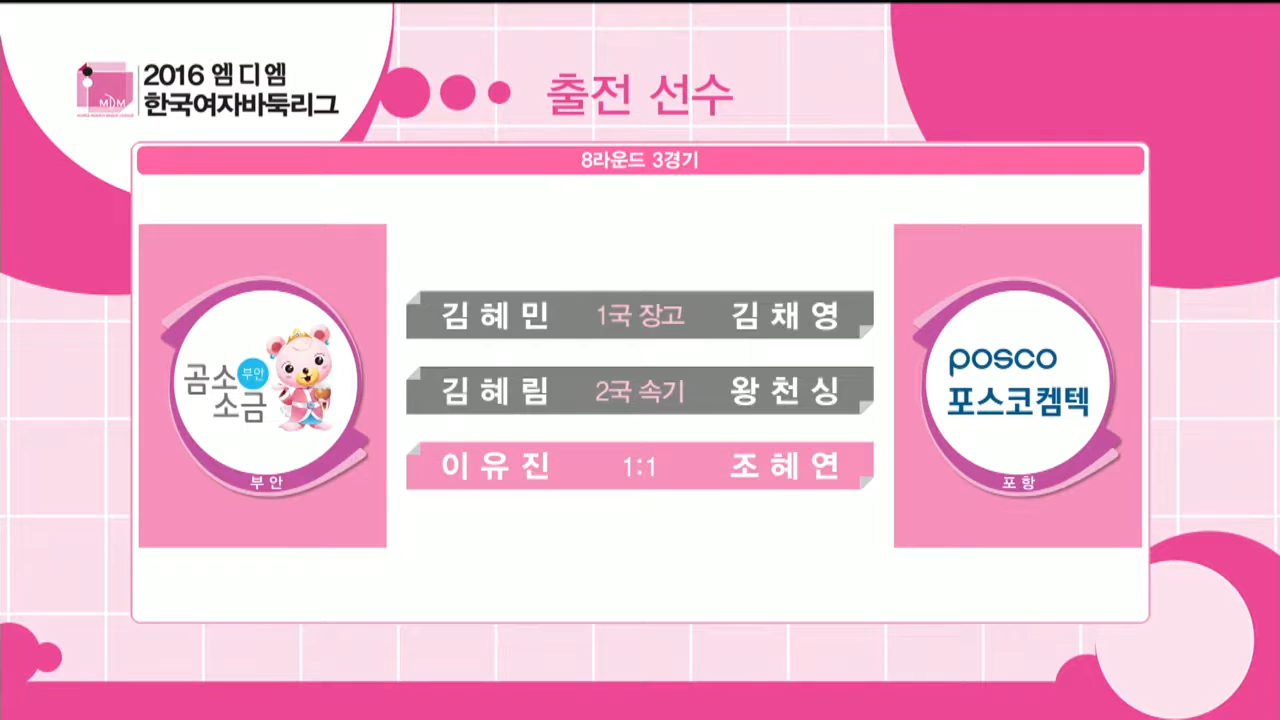 2016 엠디엠
한국여자바둑리그
MDM
출전 선수
8라운드 3경기
곰소 부안
소금
부안
김혜민 1국 장고 김채영
김혜림 2국 속기 왕천싱
이유진 1:1 조혜연
posco
포스코켐텍
포항